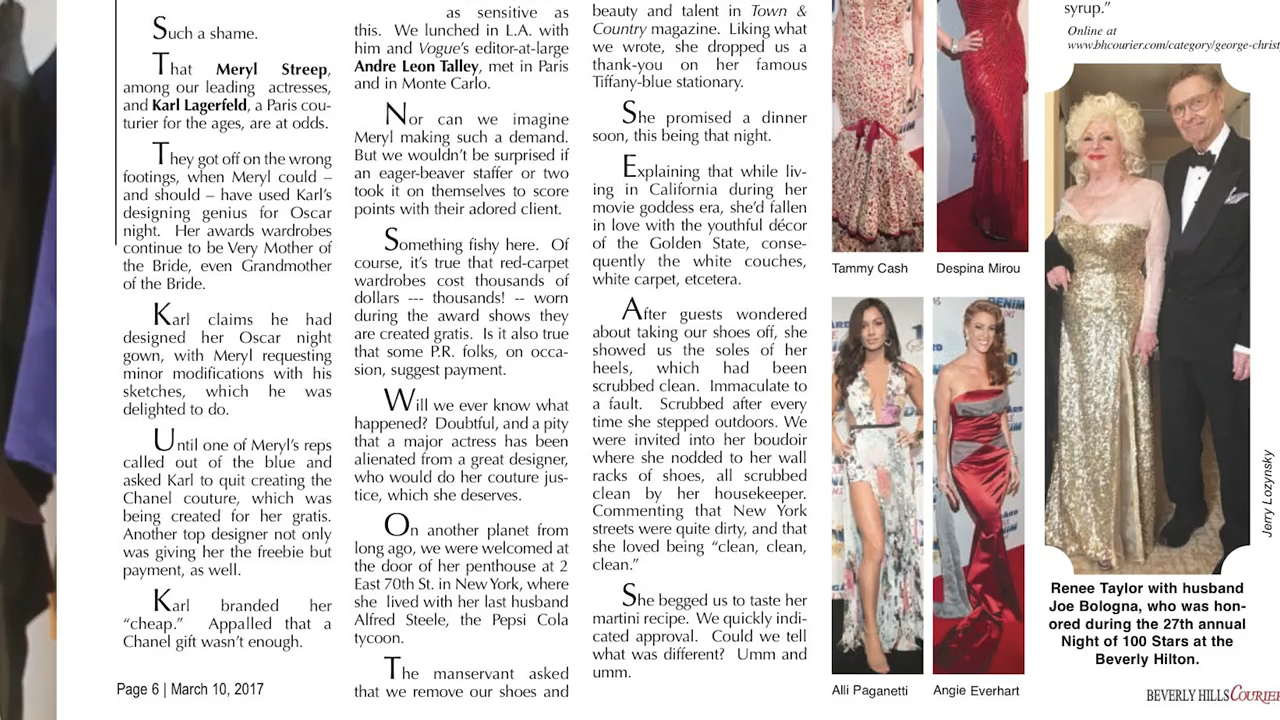 Such a shame.
That Meryl Streep,
among our leading actresses,
and Karl Lagerfeld, a Paris cou-
turier for the ages, are at odds.
They got off on the wrong
footings, when Meryl could –
and should – have used Karl's
designing genius for Oscar
night. Her awards wardrobes
continue to be Very Mother of
the Bride, even Grandmother
of the Bride.
Karl claims he had
designed her Oscar night
gown, with Meryl requesting
minor modifications with his
sketches, which he was
delighted to do.
Until one of Meryl's reps
called out of the blue and
asked Karl to quit creating the
Chanel couture, which was
being created for her gratis.
Another top designer not only
was giving her the freebie but
payment, as well.
Karl branded her
“cheap.” Appalled that a
Chanel gift wasn't enough.
as sensitive as
this. We lunched in L.A. with
him and Vogue's editor-at-large
Andre Leon Talley, met in Paris
and in Monte Carlo.
Nor can we imagine
Meryl making such a demand.
But we wouldn't be surprised if
an eager-beaver staffer or two
took it on themselves to score
points with their adored client.
Something fishy here. Of
course, it's true that red-carpet
wardrobes cost thousands of
dollars --- thousands! -- worn
during the award shows they
are created gratis. Is it also true
that some P.R. folks, on occa-
sion, suggest payment.
Will we ever know what
happened? Doubtful, and a pity
that a major actress has been
alienated from a great designer,
who would do her couture jus-
tice, which she deserves.
On another planet from
long ago, we were welcomed at
the door of her penthouse at 2
East 70th St. in New York, where
she lived with her last husband
Alfred Steele, the Pepsi Cola
tycoon.
The manservant asked
that we remove our shoes and
beauty and talent in Town &
Country magazine. Liking what
we wrote, she dropped us a
thank-you on her famous
Tiffany-blue stationary.
She promised a dinner
soon, this being that night.
Explaining that while liv-
ing in California during her
movie goddess era, she'd fallen
in love with the youthful décor
of the Golden State, conse-
quently the white couches,
white carpet, etcetera.
After guests wondered
about taking our shoes off, she
showed us the soles of her
heels, which had been
scrubbed clean. Immaculate to
a fault. Scrubbed after every
time she stepped outdoors. We
were invited into her boudoir
where she nodded to her wall
racks of shoes, all scrubbed
clean by her housekeeper.
Commenting that New York
streets were quite dirty, and that
she loved being “clean, clean,
clean.”
She begged us to taste her
martini recipe. We quickly indi-
cated approval. Could we tell
what was different? Umm and
umm.
Tammy Cash
Despina Mirou
Alli Paganetti
Angie Everhart
syrup.”
Online at
www.bhcourier.com/category/george-christ
Jerry Lozynsky
Renee Taylor with husband
Joe Bologna, who was hon-
ored during the 27th annual
Night of 100 Stars at the
Beverly Hilton.
Page 6 | March 10, 2017
BEVERLY HILLS COURIER